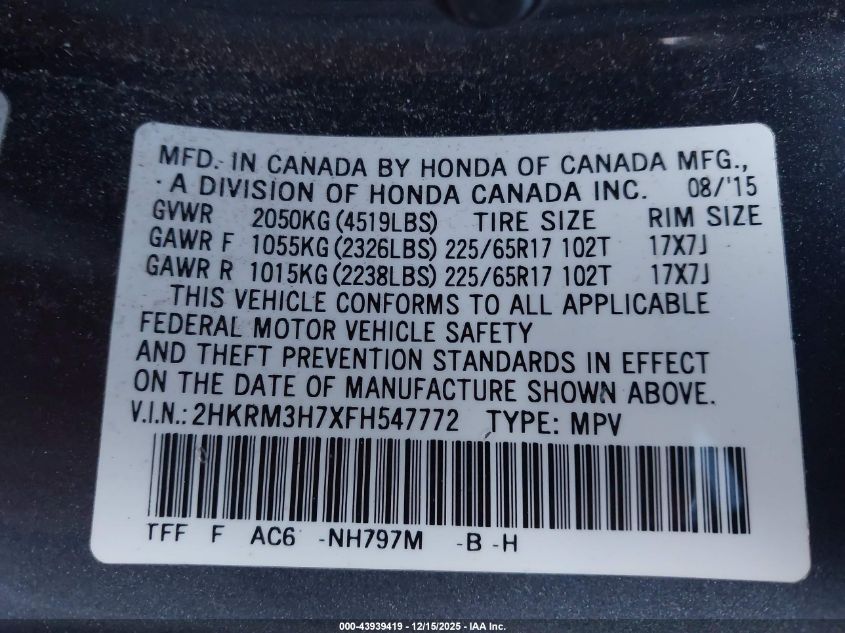 MFD. IN CANADA BY HONDA OF CANADA MFG.,
A DIVISION OF HONDA CANADA INC. 08/'15
GVWR 2050KG (4519LBS) TIRE SIZE RIM SIZE
GAWR F 1055KG (2326LBS) 225/65R17 102T 17X7J
GAWR R 1015KG (2238LBS) 225/65R17 102T 17X7J
THIS VEHICLE CONFORMS TO ALL APPLICABLE
FEDERAL MOTOR VEHICLE SAFETY
AND THEFT PREVENTION STANDARDS IN EFFECT
ON THE DATE OF MANUFACTURE SHOWN ABOVE.
V.I.N.: 2HKRM3H7XFH547772 TYPE: MPV
TFF F AC6 -NH797M -B -H
000-43939419 - 12/15/2025 - IAA Inc.